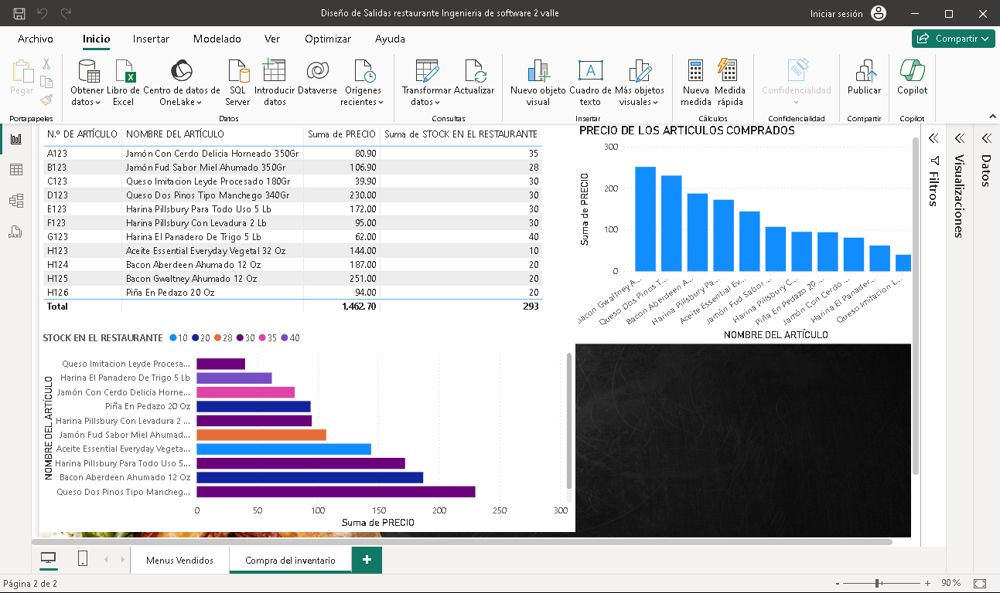 Diseño de Salidas restaurante Ingenieria de software 2 valle
Iniciar sesión
Archivo Inicio Insertar Modelado Ver Optimizar Ayuda
Compartir
Pegar
Portapapeles
Obtener datos
Libro de Excel
Centro de datos de OneLake
SQL Server
Introducir datos
Dataverse
Orígenes recientes
Datos
Transformar datos
Actualizar
Consultas
Nuevo objeto visual
Cuadro de texto
Más objetos visuales
Insertar
Nueva medida
Medida rápida
Cálculos
Confidencialidad
Confidencialidad
Publicar
Compartir
Copilot
Copilot
N.º DE ARTÍCULO NOMBRE DEL ARTÍCULO Suma de PRECIO Suma de STOCK EN EL RESTAURANTE
A123 Jamón Con Cerdo Delicia Horneado 350Gr 80.90 35
B123 Jamón Fud Sabor Miel Ahumado 350Gr 106.90 28
C123 Queso Imitacion Leyde Procesado 180Gr 39.90 30
D123 Queso Dos Pinos Tipo Manchego 340Gr 230.00 30
E123 Harina Pillsbury Para Todo Uso 5 Lb 172.00 30
F123 Harina Pillsbury Con Levadura 2 Lb 95.00 30
G123 Harina El Panadero De Trigo 5 Lb 62.00 40
H123 Aceite Essential Everyday Vegetal 32 Oz 144.00 10
H124 Bacon Aberdeen Ahumado 12 Oz 187.00 20
H125 Bacon Gwaltney Ahumado 12 Oz 251.00 20
H126 Piña En Pedazo 20 Oz 94.00 20
Total 1,462.70 293
PRECIO DE LOS ARTICULOS COMPRADOS
Suma de PRECIO
300
200
100
0
Bacon Gwaltney A...
Queso Dos Pinos T...
Bacon Aberdeen A...
Harina Pillsbury Pa...
Aceite Essential Ev...
Jamón Fud Sabor ...
Harina Pillsbury C...
Piña En Pedazo 20 ...
Jamón Con Cerdo ...
Harina El Panader...
Queso Imitacion L...
NOMBRE DEL ARTÍCULO
Filtros
Visualizaciones
Datos
STOCK EN EL RESTAURANTE 10 20 28 30 35 40
NOMBRE DEL ARTÍCULO
Queso Imitacion Leyde Procesa...
Harina El Panadero De Trigo 5 Lb
Jamón Con Cerdo Delicia Horne...
Piña En Pedazo 20 Oz
Harina Pillsbury Con Levadura 2 ...
Jamón Fud Sabor Miel Ahumad...
Aceite Essential Everyday Vegeta...
Harina Pillsbury Para Todo Uso 5...
Bacon Aberdeen Ahumado 12 Oz
Queso Dos Pinos Tipo Mancheg...
0 50 100 150 200 250 300
Suma de PRECIO
Menus Vendidos Compra del inventario +
Página 2 de 2
- + 90 %